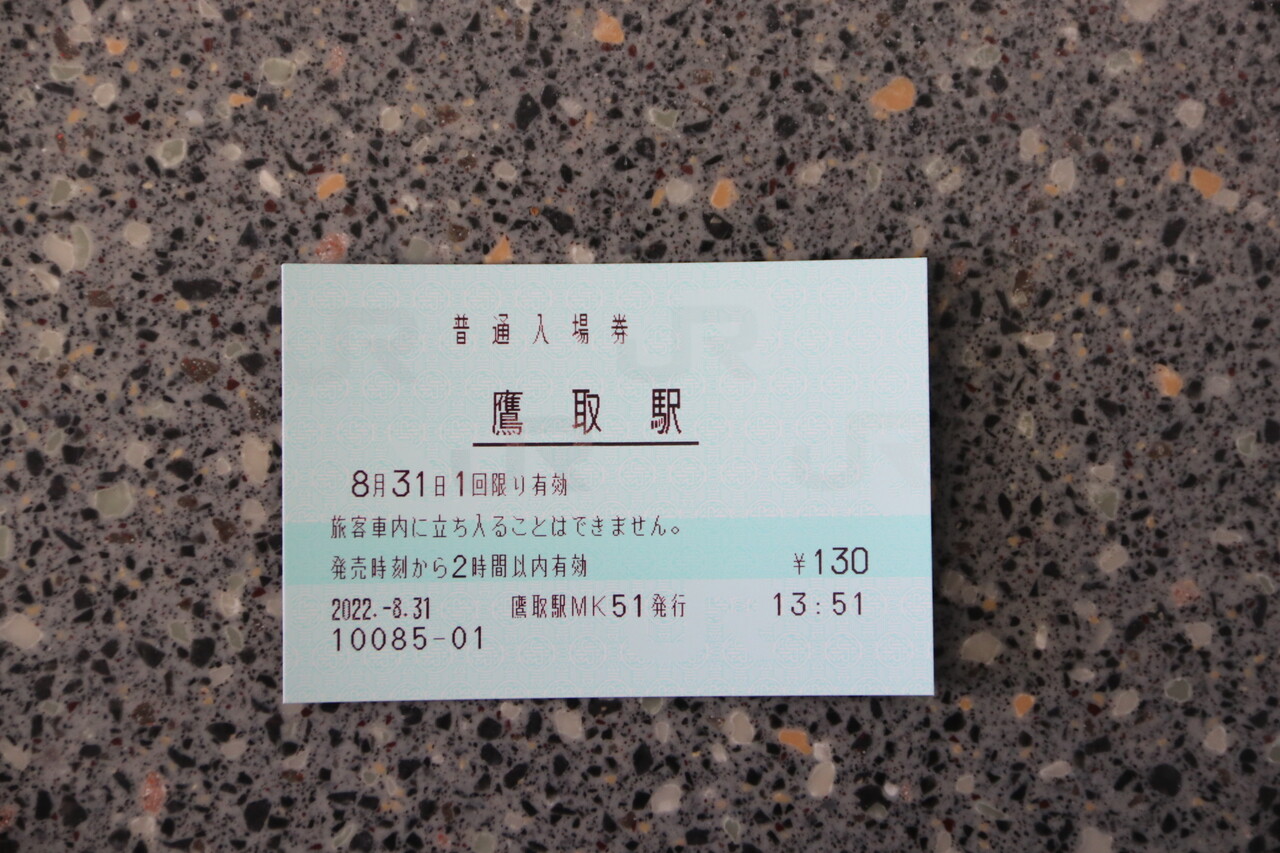 普通入場券
鷹取駅
8月31日1回限り有効
旅客車内に立ち入ることはできません。
発売時刻から2時間以内有効 ¥130
2022.-8.31 鷹取駅MK51発行 13:51
10085-01